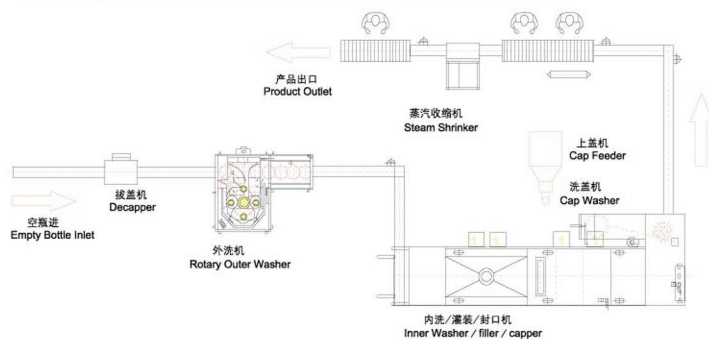 产品出口
Product Outlet
蒸汽收缩机
Steam Shrinker
上盖机
Cap Feeder
洗盖机
Cap Washer
拔盖机
Decapper
空瓶进
Empty Bottle Inlet
外洗机
Rotary Outer Washer
内洗/灌装/封口机
Inner Washer / filler / capper